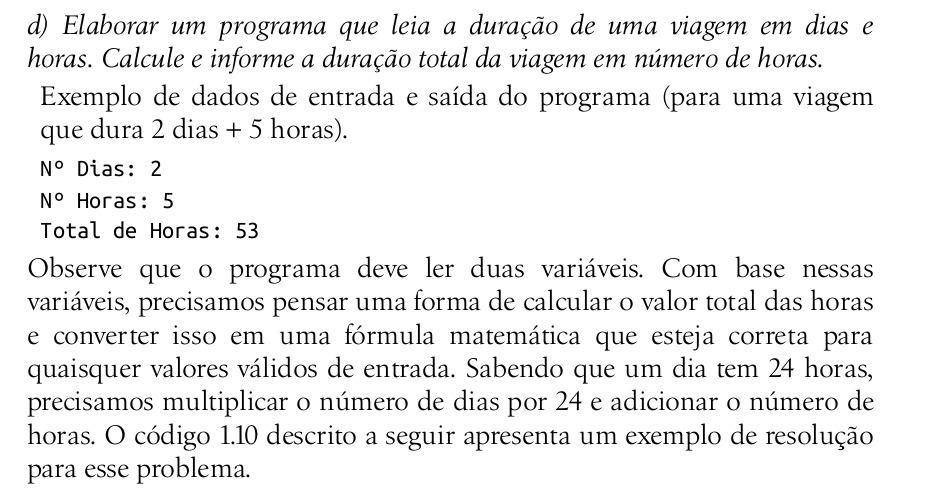 d) Elaborar um programa que leia a duração de uma viagem em dias e
horas. Calcule e informe a duração total da viagem em número de horas.
Exemplo de dados de entrada e saída do programa (para uma viagem
que dura 2 dias + 5 horas).
Nº Dias: 2
Nº Horas: 5
Total de Horas: 53
Observe que o programa deve ler duas variáveis. Com base nessas
variáveis, precisamos pensar uma forma de calcular o valor total das horas
e converter isso em uma fórmula matemática que esteja correta para
quaisquer valores válidos de entrada. Sabendo que um dia tem 24 horas,
precisamos multiplicar o número de dias por 24 e adicionar o número de
horas. O código 1.10 descrito a seguir apresenta um exemplo de resolução
para esse problema.